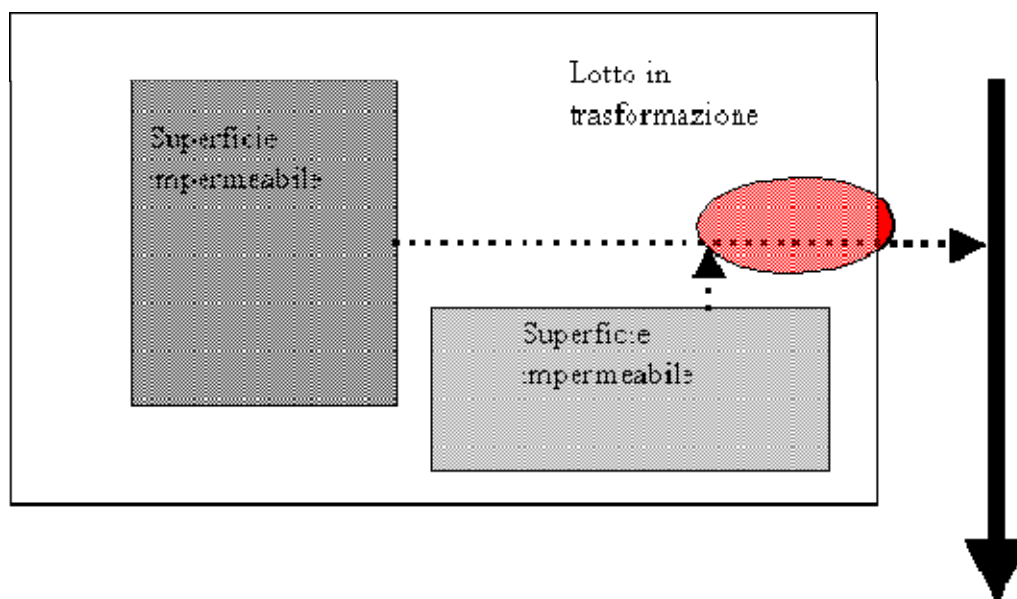 Lotto in
trasformazione
Superficie
impermeabile
Superficie
impermeabile